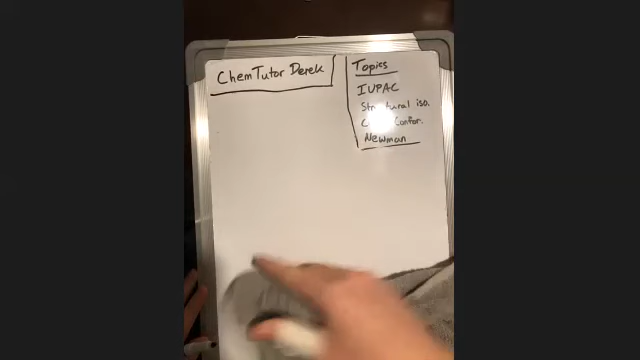 ChemTutor Derek
Topics
IUPAC
Structural iso.
Confor.
Newman